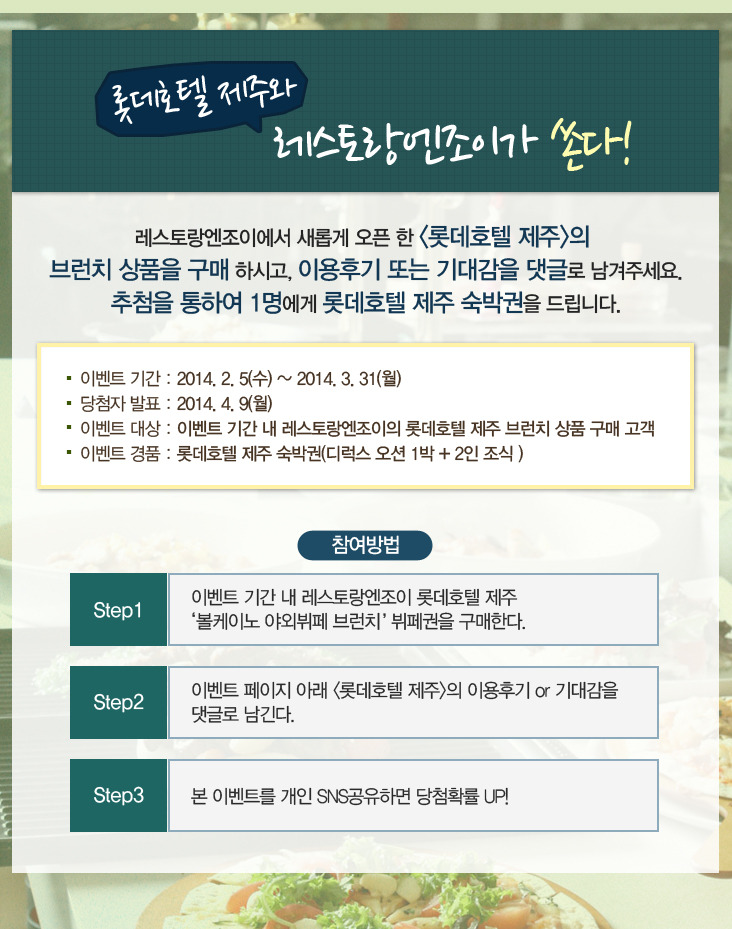 롯데호텔 제주와
레스토랑엔조이가 쏜다!
레스토랑엔조이에서 새롭게 오픈 한 <롯데호텔 제주>의
브런치 상품을 구매 하시고, 이용후기 또는 기대감을 댓글로 남겨주세요.
추첨을 통하여 1명에게 롯데호텔 제주 숙박권을 드립니다.
▪ 이벤트 기간 : 2014. 2. 5(수) ~ 2014. 3. 31(월)
▪ 당첨자 발표 : 2014. 4. 9(월)
▪ 이벤트 대상 : 이벤트 기간 내 레스토랑엔조이의 롯데호텔 제주 브런치 상품 구매 고객
▪ 이벤트 경품 : 롯데호텔 제주 숙박권(디럭스 오션 1박 + 2인 조식 )
참여방법
Step1
이벤트 기간 내 레스토랑엔조이 롯데호텔 제주
‘볼케이노 야외뷔페 브런치’ 뷔페권을 구매한다.
Step2
이벤트 페이지 아래 <롯데호텔 제주>의 이용후기 or 기대감을
댓글로 남긴다.
Step3
본 이벤트를 개인 SNS공유하면 당첨확률 UP!